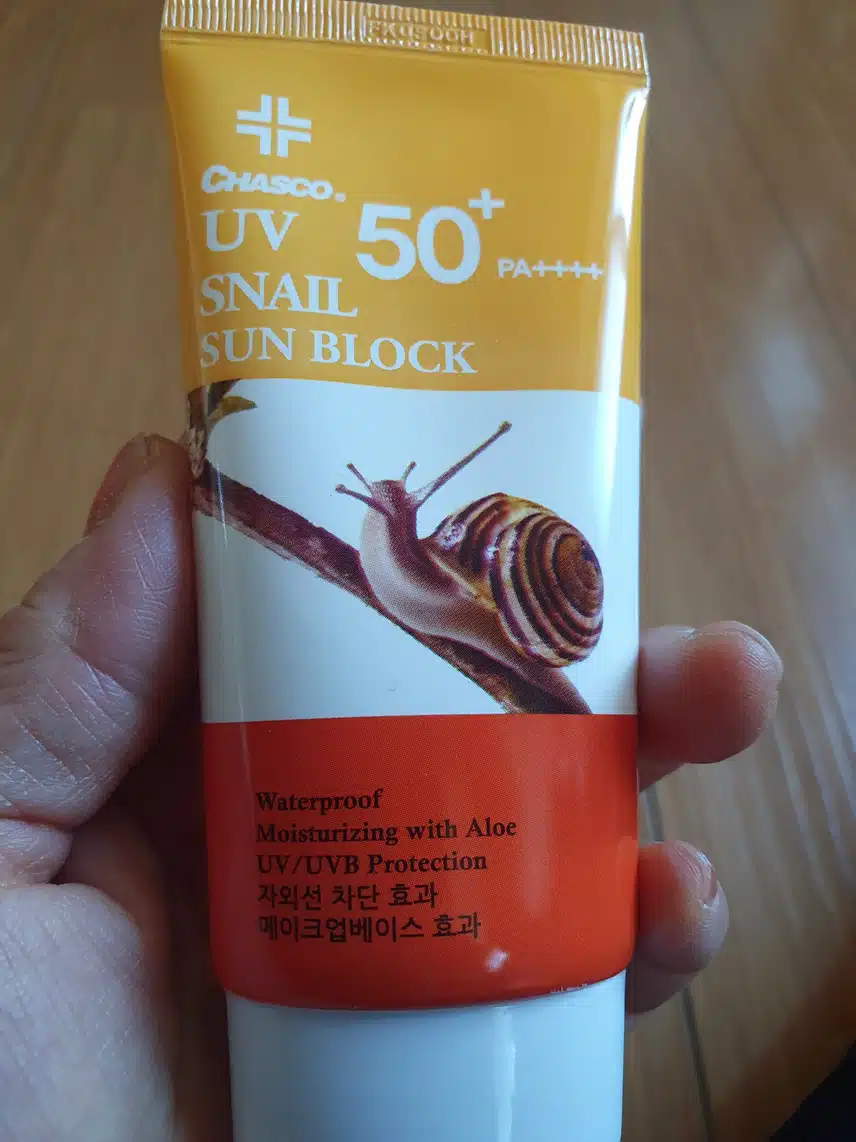 CHASCO®
UV
50+
PA++++
SNAIL
SUN BLOCK
Waterproof
Moisturizing with Aloe
UV/UVB Protection
자외선 차단 효과
메이크업베이스 효과